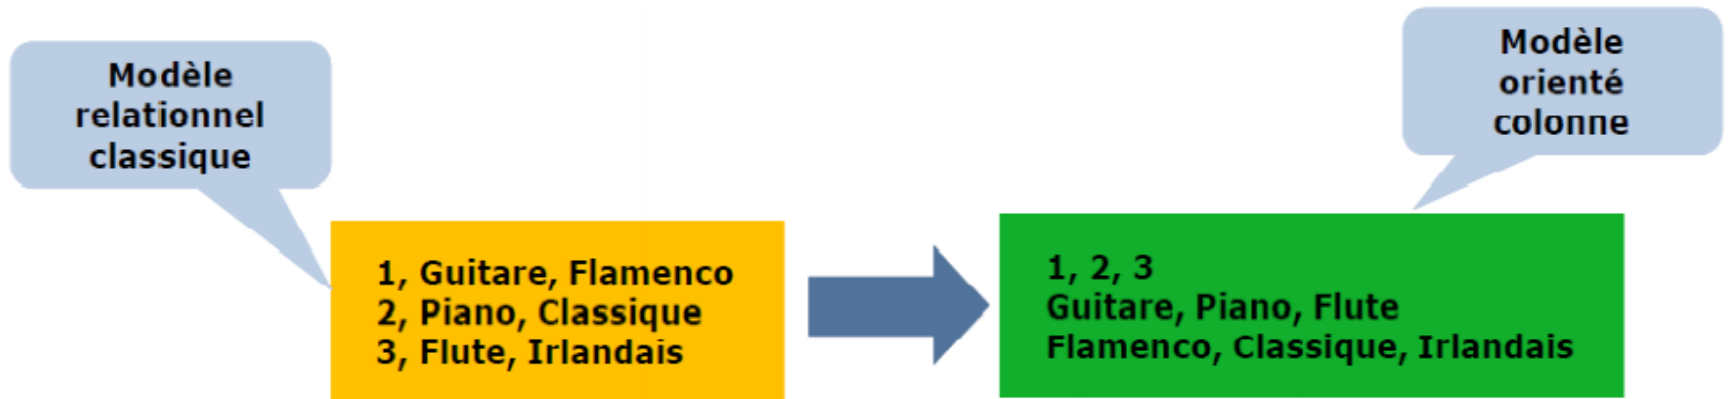 Modèle
relationnel
classique
1, Guitare, Flamenco
2, Piano, Classique
3, Flute, Irlandais
Modèle
orienté
colonne
1, 2, 3
Guitare, Piano, Flute
Flamenco, Classique, Irlandais